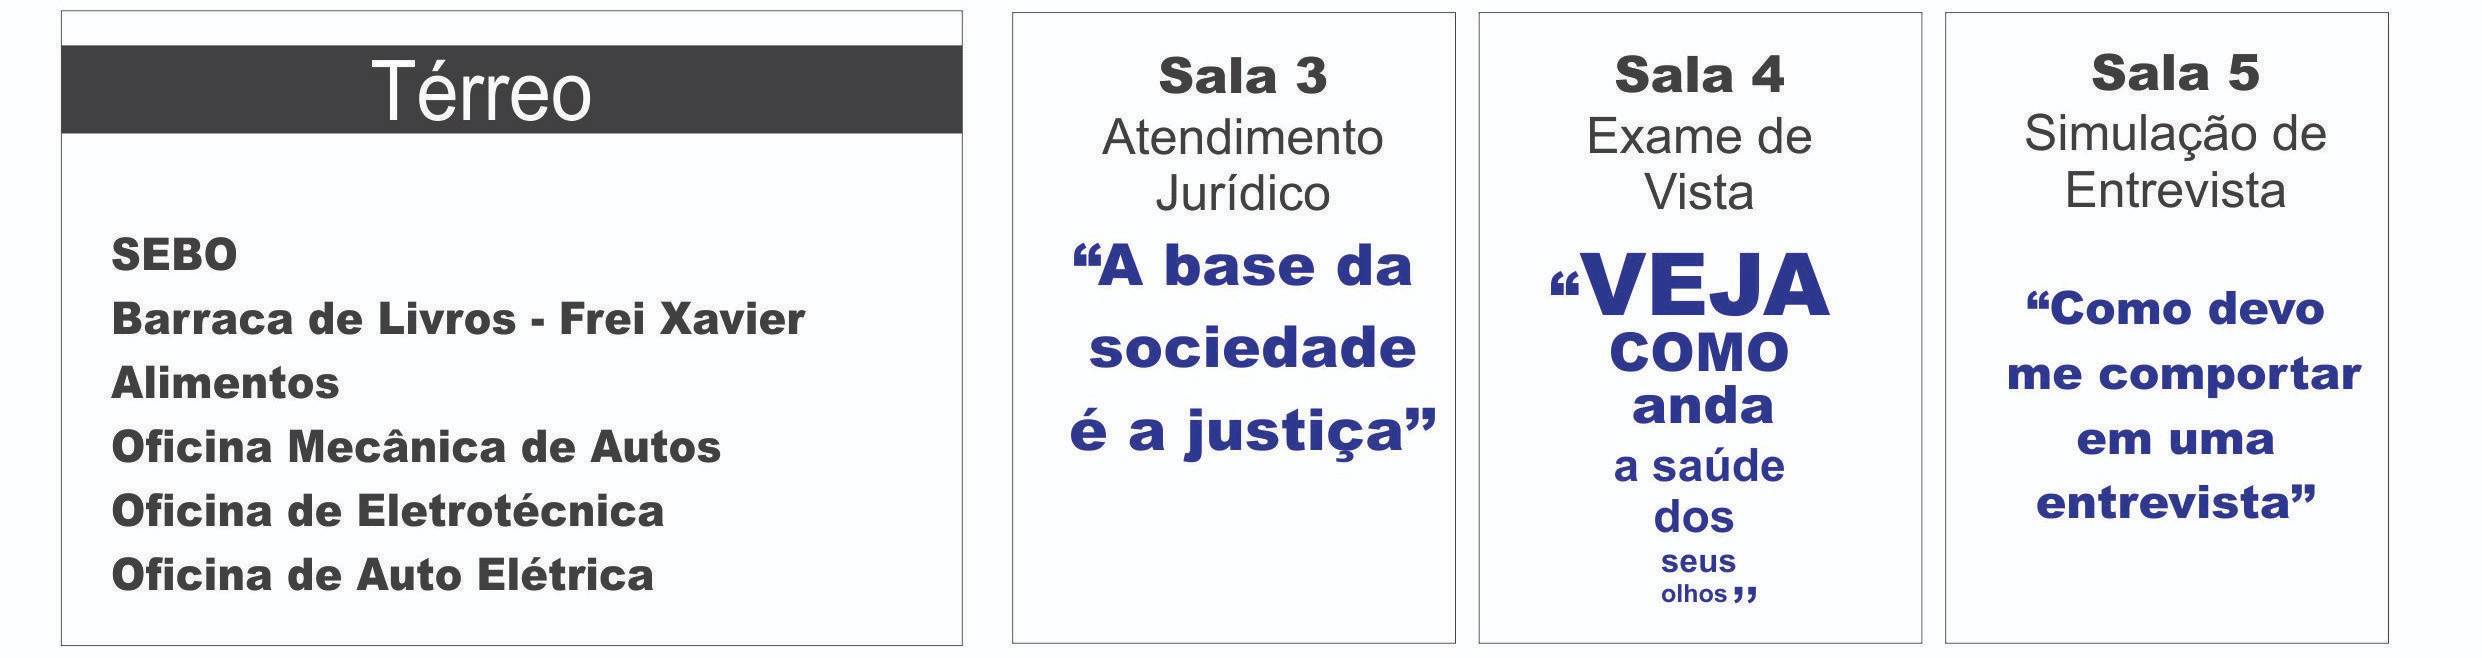 Térreo
SEBO
Barraca de Livros - Frei Xavier
Alimentos
Oficina Mecânica de Autos
Oficina de Eletrotécnica
Oficina de Auto Elétrica
Sala 3
Atendimento
Jurídico
“A base da
sociedade
é a justiça”
Sala 4
Exame de
Vista
“VEJA
COMO
anda
a saúde
dos
seus
olhos”
Sala 5
Simulação de
Entrevista
“Como devo
me comportar
em uma
entrevista”